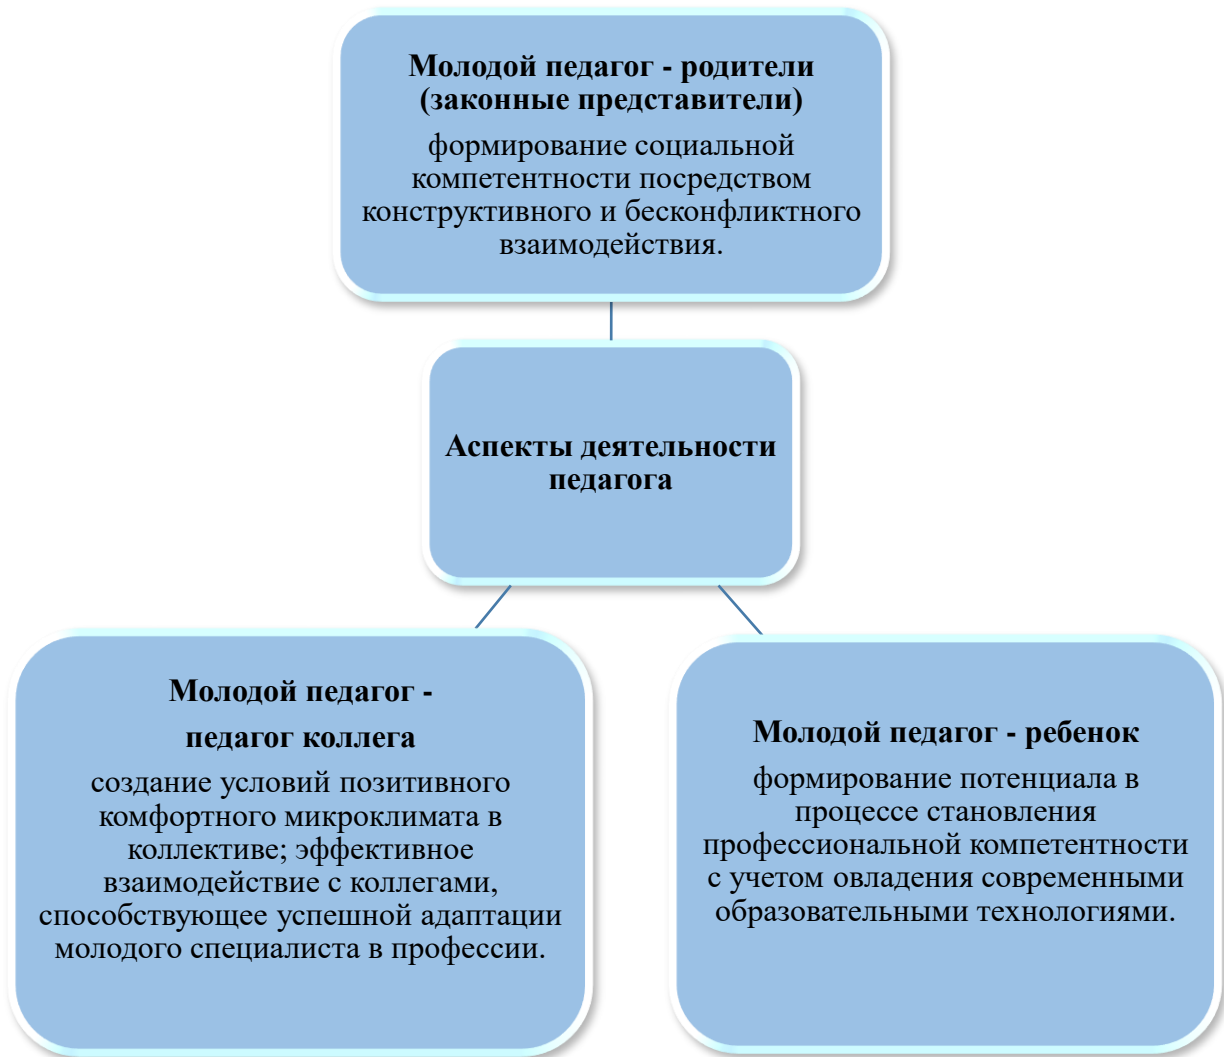 Молодой педагог - родители
(законные представители)
формирование социальной
компетентности посредством
конструктивного и бесконфликтного
взаимодействия.
Аспекты деятельности
педагога
Молодой педагог -
педагог коллега
создание условий позитивного
комфортного микроклимата в
коллективе; эффективное
взаимодействие с коллегами,
способствующее успешной адаптации
молодого специалиста в профессии.
Молодой педагог - ребенок
формирование потенциала в
процессе становления
профессиональной компетентности
с учетом овладения современными
образовательными технологиями.